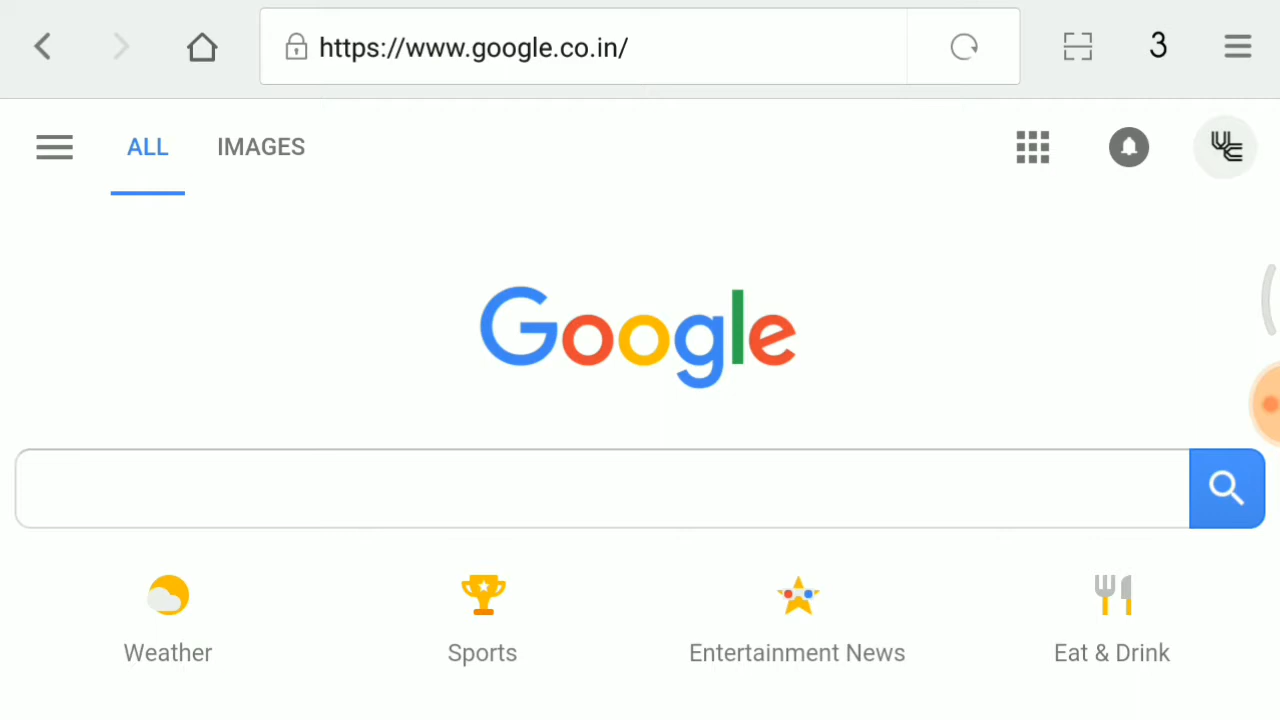 https://www.google.co.in/
3
ALL
IMAGES
Google
Weather
Sports
Entertainment News
Eat & Drink